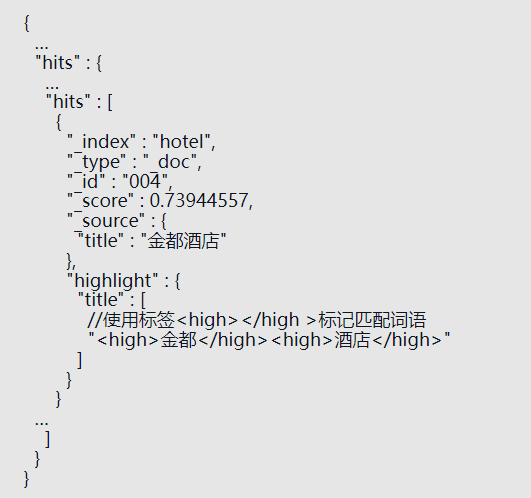 {
...
"hits" : {
...
"hits" : [
{
"_index" : "hotel",
"_type" : "_doc",
"_id" : "004",
"_score" : 0.73944557,
"_source" : {
"title" : "金都酒店"
},
"highlight" : {
"title" : [
//使用标签<high></high >标记匹配词语
"<high>金都</high><high>酒店</high>"
]
}
}
...
]
}
}